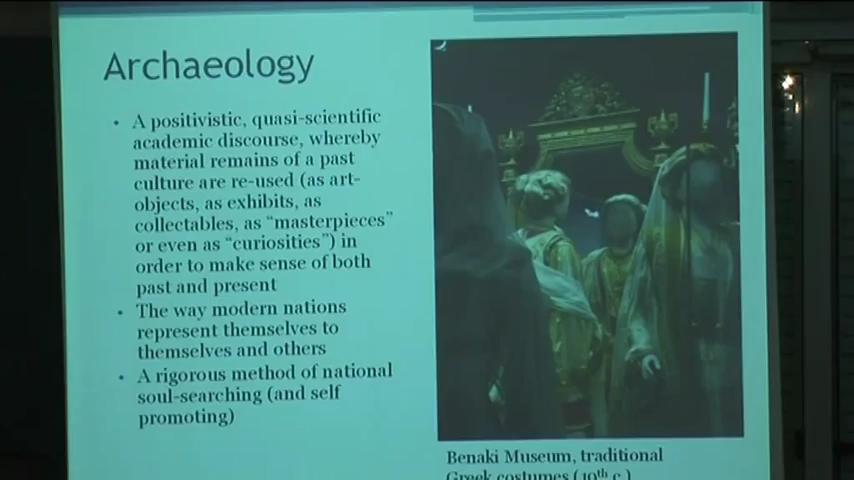 Archaeology
• A positivistic, quasi-scientific
academic discourse, whereby
material remains of a past
culture are re-used (as art-
objects, as exhibits, as
collectables, as “masterpieces”
or even as “curiosities”) in
order to make sense of both
past and present
• The way modern nations
represent themselves to
themselves and others
• A rigorous method of national
soul-searching (and self
promoting)
Benaki Museum, traditional
Greek costumes (19th c.)